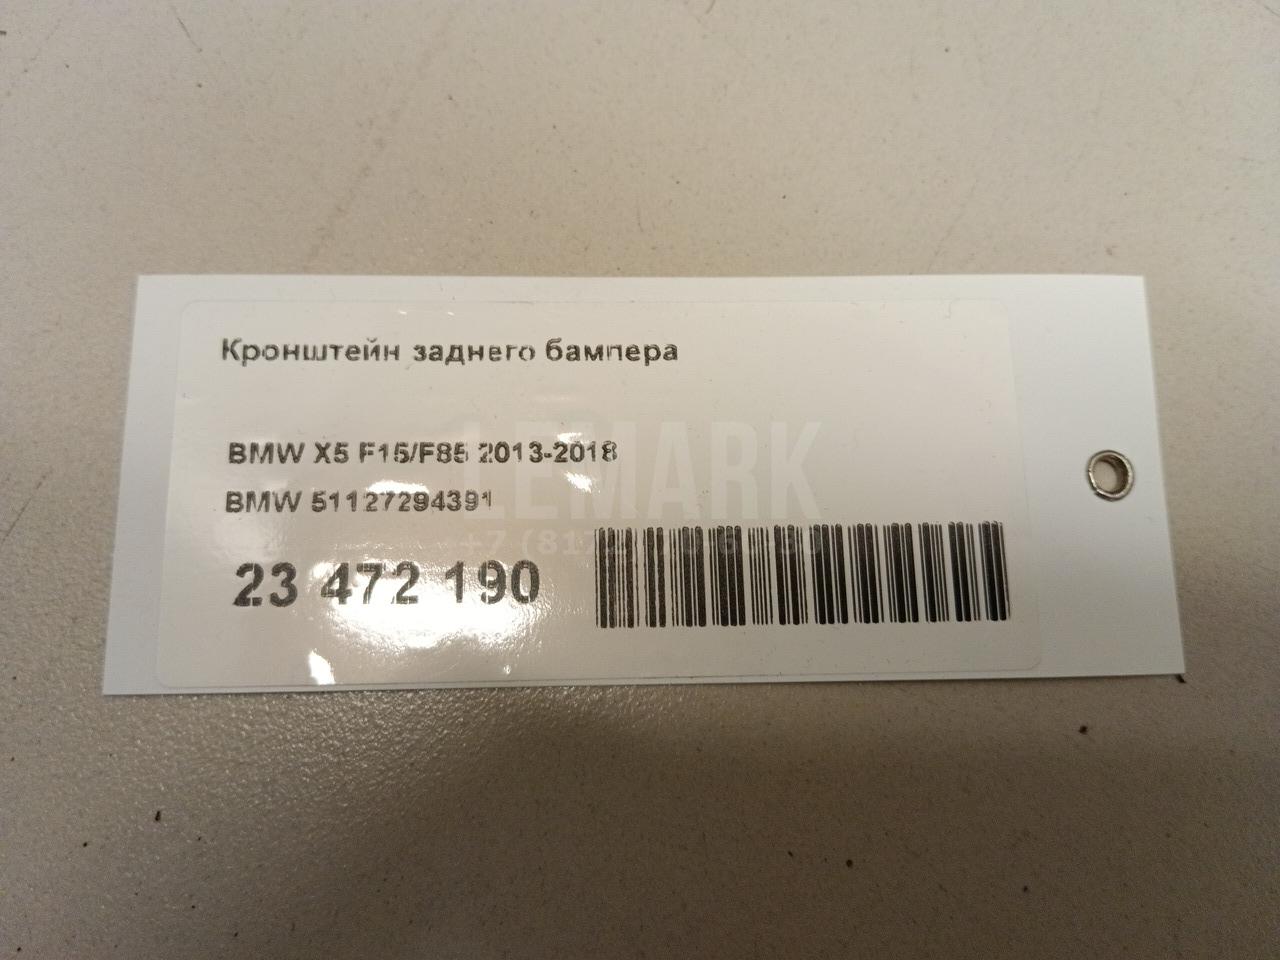 Кронштейн заднего бампера
BMW X5 F15/F85 2013-2018
LEMARK
BMW 51127294391
23 472 190